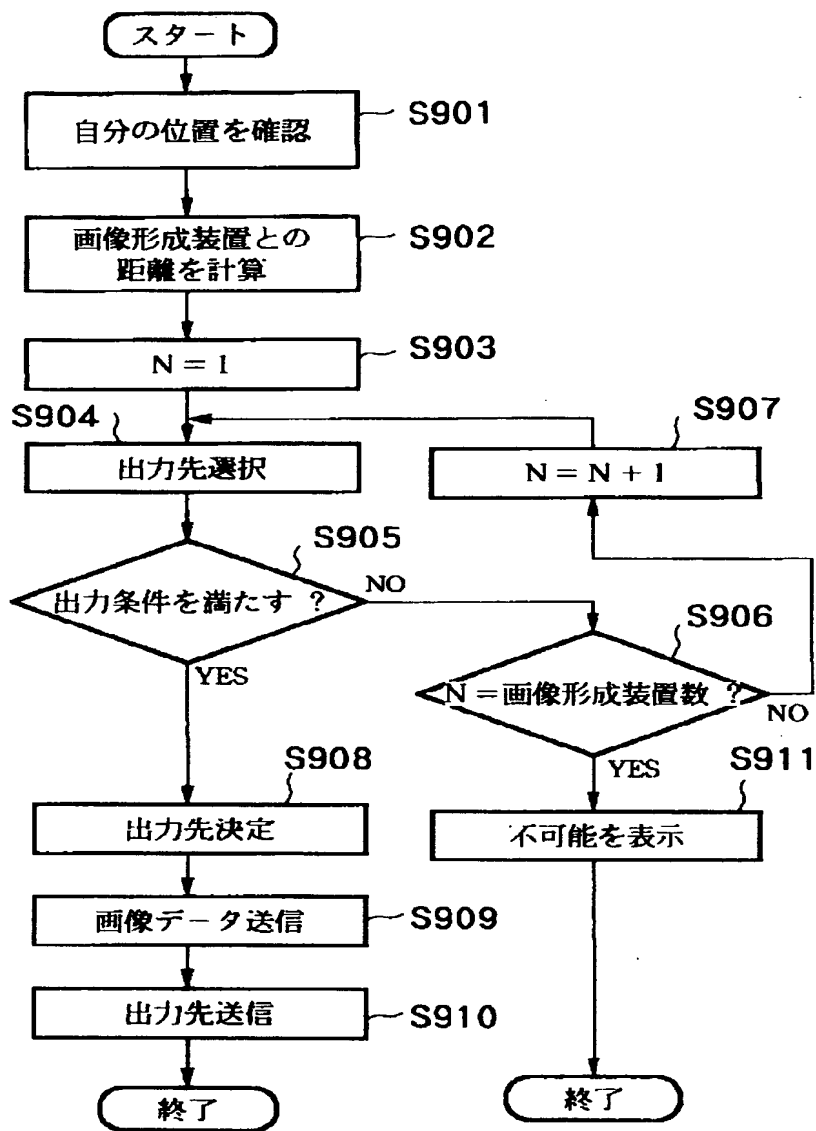 スタート
自分の位置を確認
S901
画像形成装置との
距離を計算
S902
N = 1
S903
S904
出力先選択
S907
N = N + 1
S905
出力条件を満たす ?
NO
YES
S906
N = 画像形成装置数 ?
NO
YES
S908
出力先決定
S911
不可能を表示
画像データ送信
S909
出力先送信
S910
終了
終了